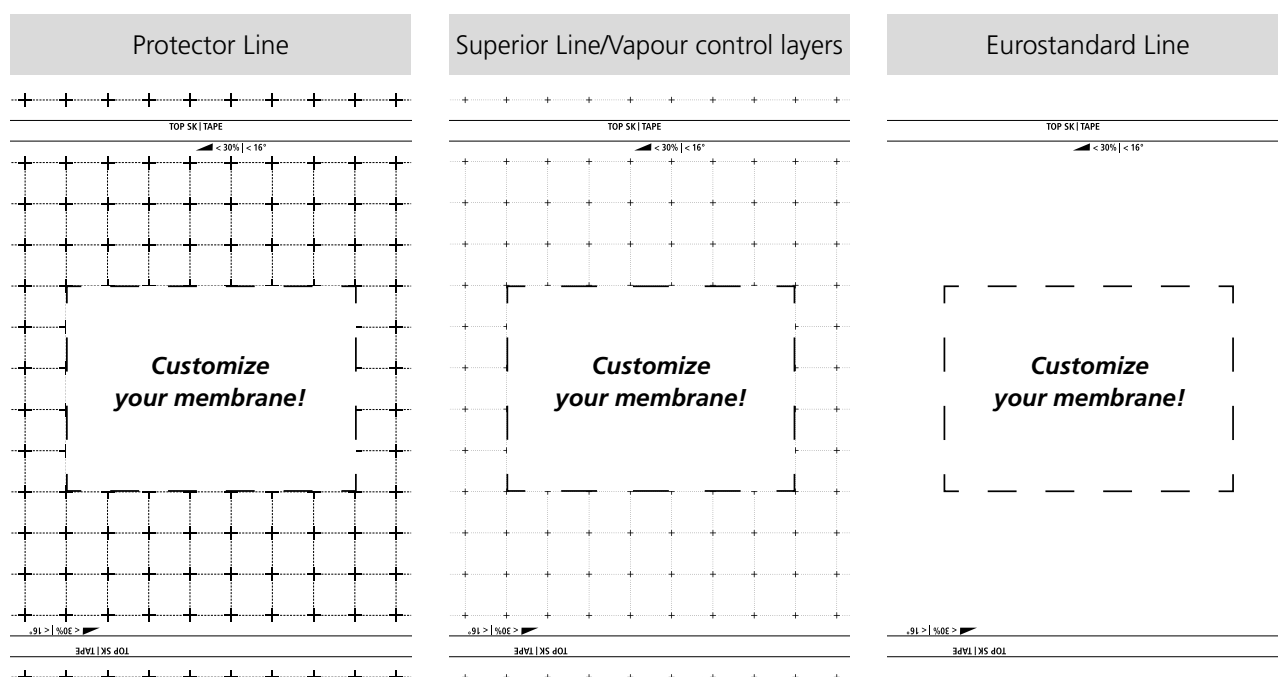 Protector Line
Superior Line/Vapour control layers
Eurostandard Line
TOP SK | TAPE
TOP SK | TAPE
TOP SK | TAPE
< 30% | < 16°
< 30% | < 16°
< 30% | < 16°
Customize
your membrane!
Customize
your membrane!
Customize
your membrane!
< 30% | < 16°
< 30% | < 16°
< 30% | < 16°
TOP SK | TAPE
TOP SK | TAPE
TOP SK | TAPE